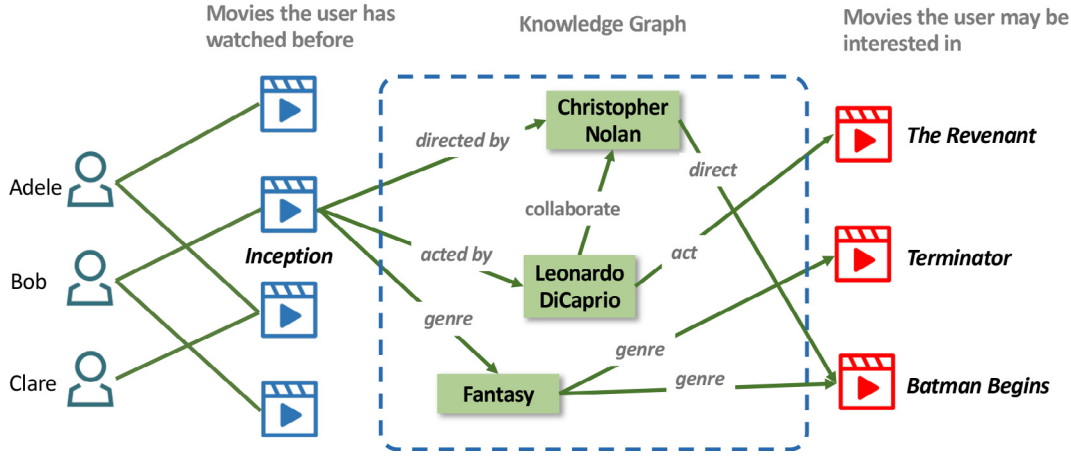 Movies the user has
watched before
Knowledge Graph
Movies the user may be
interested in
Christopher
Nolan
directed by
direct
The Revenant
Adele
collaborate
Inception
acted by
act
Leonardo
DiCaprio
Terminator
Bob
genre
genre
Clare
Fantasy
genre
Batman Begins